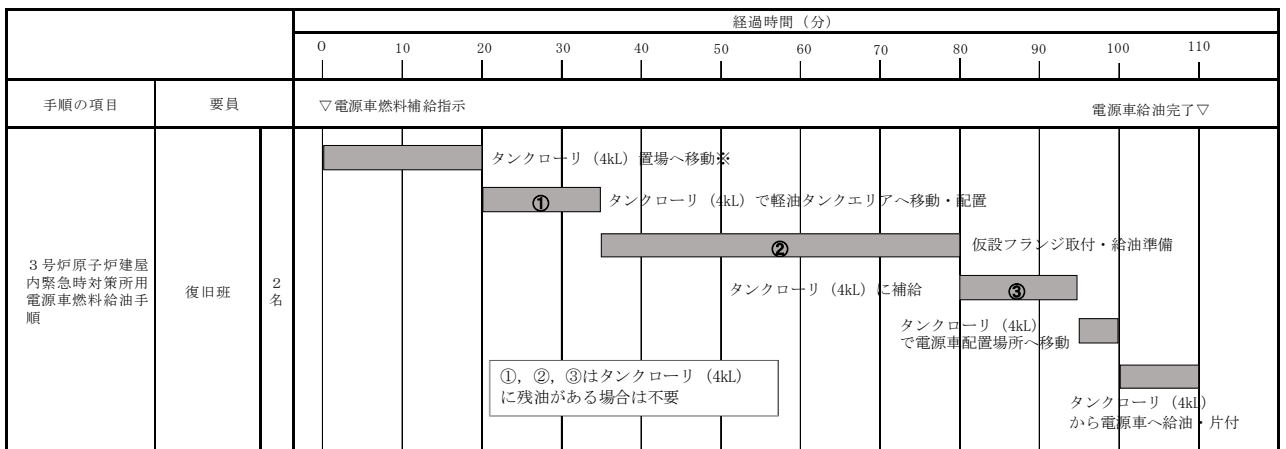 経過時間（分）
0 10 20 30 40 50 60 70 80 90 100 110
手順の項目 要員 ▽電源車燃料補給指示 電源車給油完了▽
タンクローリ（4kL）置場へ移動※
① タンクローリ（4kL）で軽油タンクエリアへ移動・配置
② 仮設フランジ取付・給油準備
３号炉原子炉建屋
内緊急時対策所用
電源車燃料給油手
順
復旧班
２
名
タンクローリ（4kL）に補給 ③
タンクローリ（4kL）
で電源車配置場所へ移動
①，②，③はタンクローリ（4kL）
に残油がある場合は不要
タンクローリ（4kL）
から電源車へ給油・片付